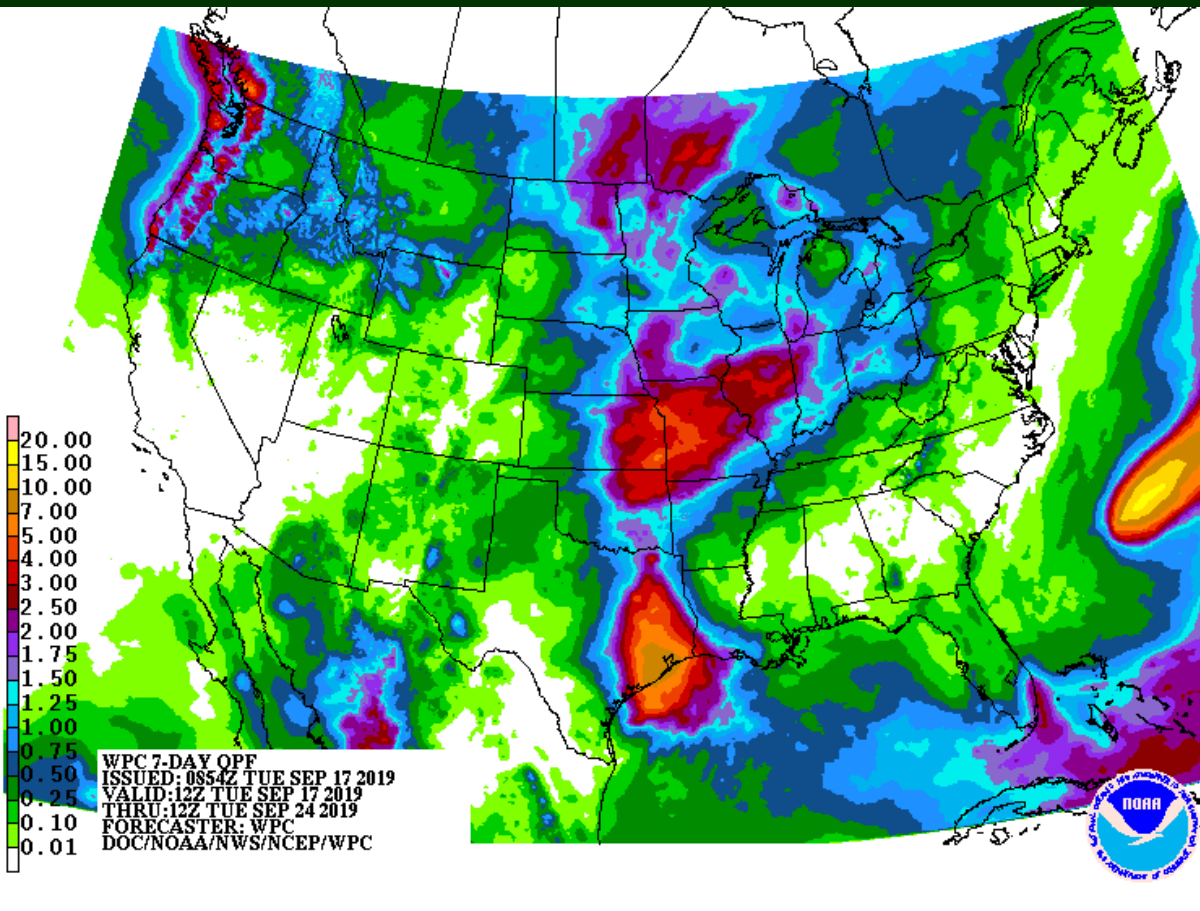 20.00
15.00
10.00
7.00
5.00
4.00
3.00
2.50
2.00
1.75
1.50
1.25
1.00
0.75
0.50
0.25
0.10
0.01
WPC 7-DAY QPF
ISSUED: 0854Z TUE SEP 17 2019
VALID:12Z TUE SEP 17 2019
THRU:12Z TUE SEP 24 2019
FORECASTER: WPC
DOC/NOAA/NWS/NCEP/WPC
NOAA